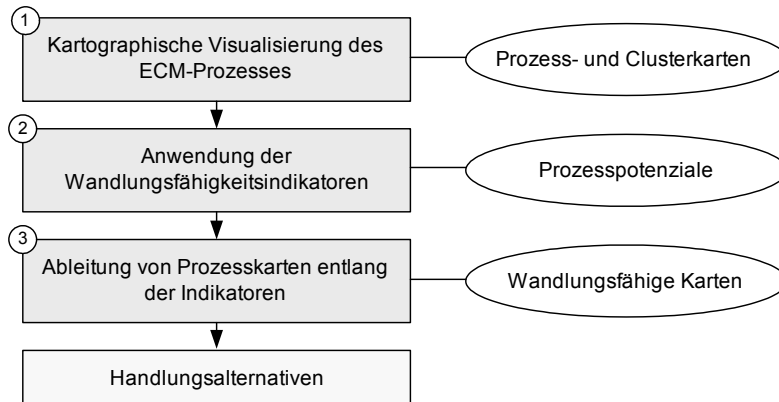 1
Kartographische Visualisierung des
ECM-Prozesses
Prozess- und Clusterkarten
2
Anwendung der
Wandlungsfähigkeitsindikatoren
Prozesspotenziale
3
Ableitung von Prozesskarten entlang
der Indikatoren
Wandlungsfähige Karten
Handlungsalternativen